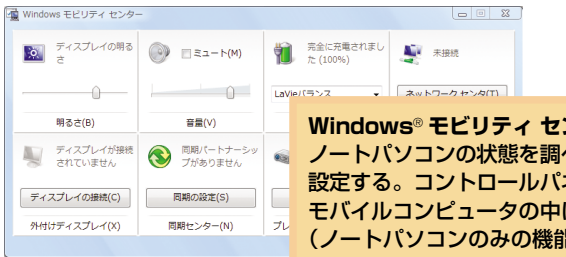 Windows モビリティ センター
ディスプレイの明るさ
ミュート(M)
完全に充電されました (100%)
未接続
LaVieバランス
ネットワーク センタ(T)
明るさ(B)
音量(V)
ディスプレイが接続されていません
同期パートナーシップがありません
ディスプレイの接続(C)
同期の設定(S)
外付けディスプレイ(X)
同期センター(N)
プレ
Windows® モビリティ セン
ノートパソコンの状態を調べ
設定する。コントロールパネ
モバイルコンピュータの中に
(ノートパソコンのみの機能